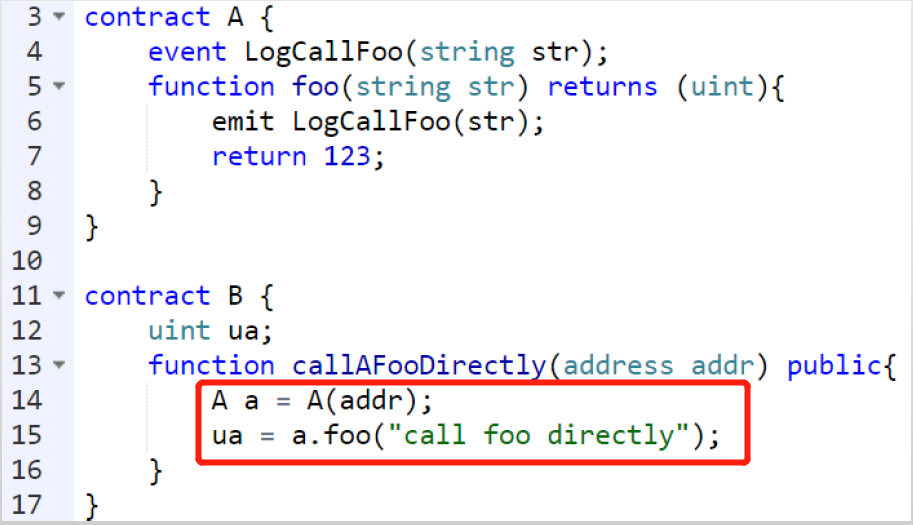 3 contract A {
4     event LogCallFoo(string str);
5     function foo(string str) returns (uint){
6         emit LogCallFoo(str);
7         return 123;
8     }
9 }
10
11 contract B {
12     uint ua;
13     function callAFooDirectly(address addr) public{
14         A a = A(addr);
15         ua = a.foo("call foo directly");
16     }
17 }